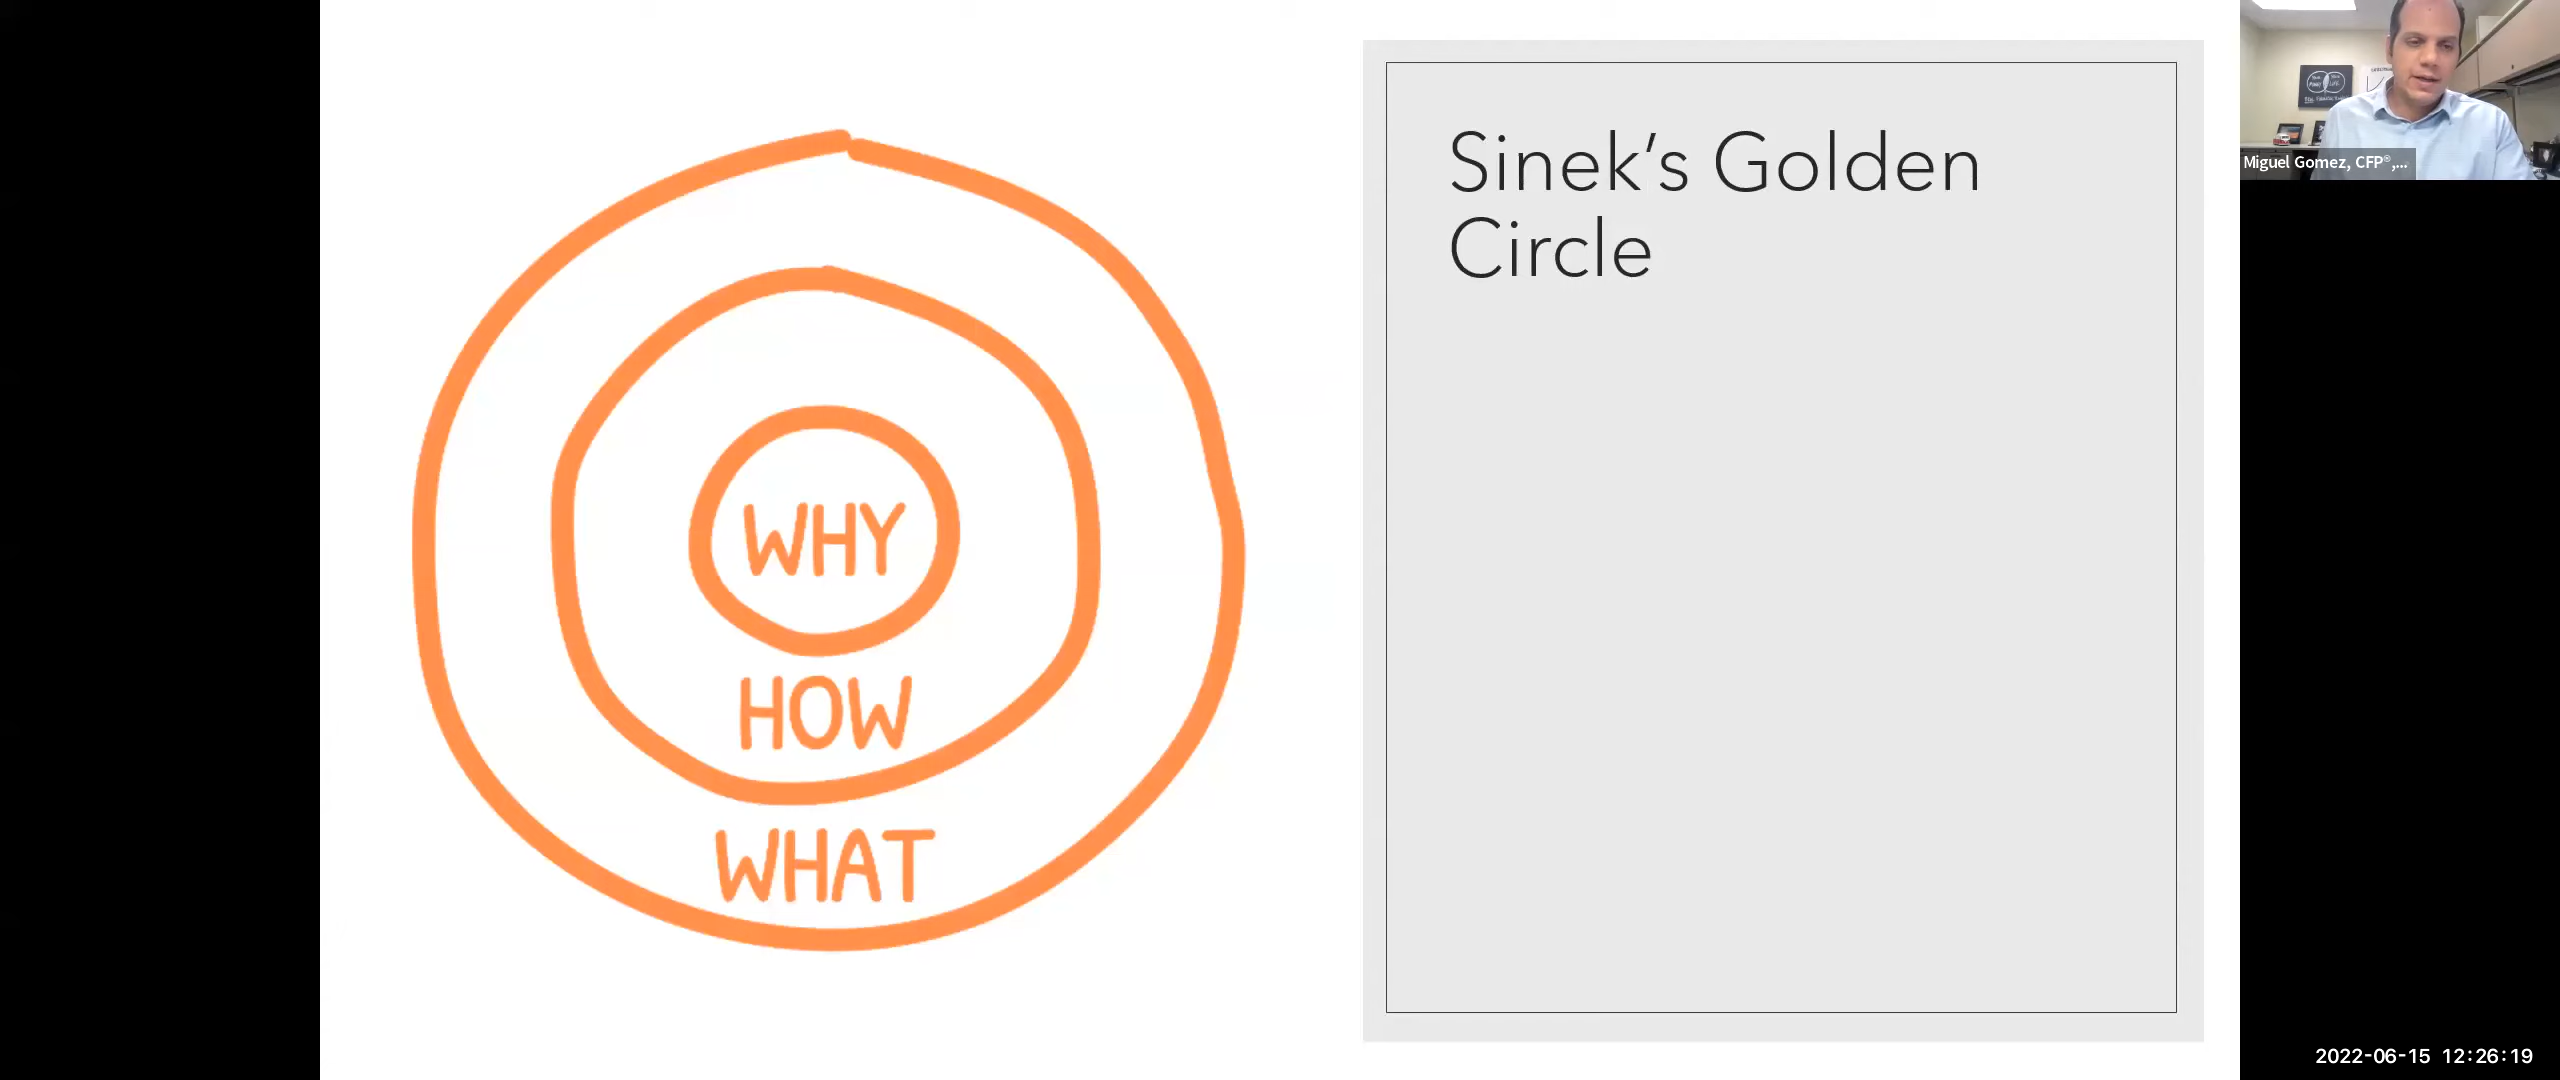 WHY
HOW
WHAT
Sinek’s Golden
Circle
Miguel Gomez, CFP®,...
2022-06-15 12:26:19